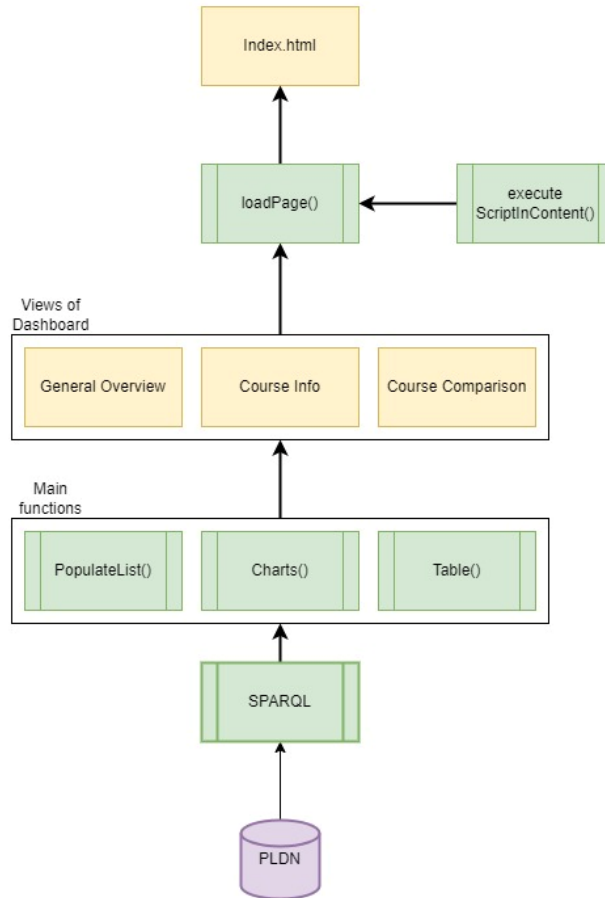 Index.html
loadPage()
execute
ScriptInContent()
Views of
Dashboard
General Overview
Course Info
Course Comparison
Main
functions
PopulateList()
Charts()
Table()
SPARQL
PLDN